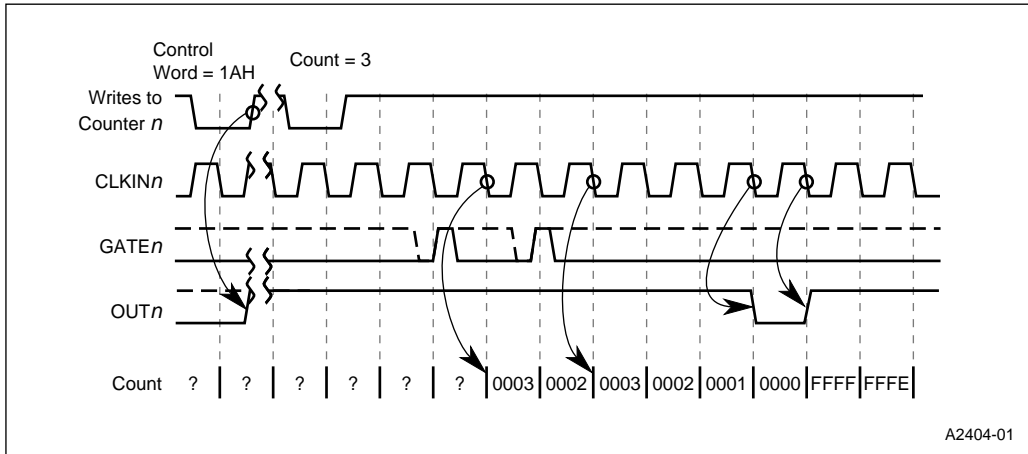 Control
Word = 1AH
Count = 3
Writes to
Counter n
CLKINn
GATEn
OUTn
Count ? ? ? ? ? ? 0003 0002 0003 0002 0001 0000 FFFF FFFE
A2404-01